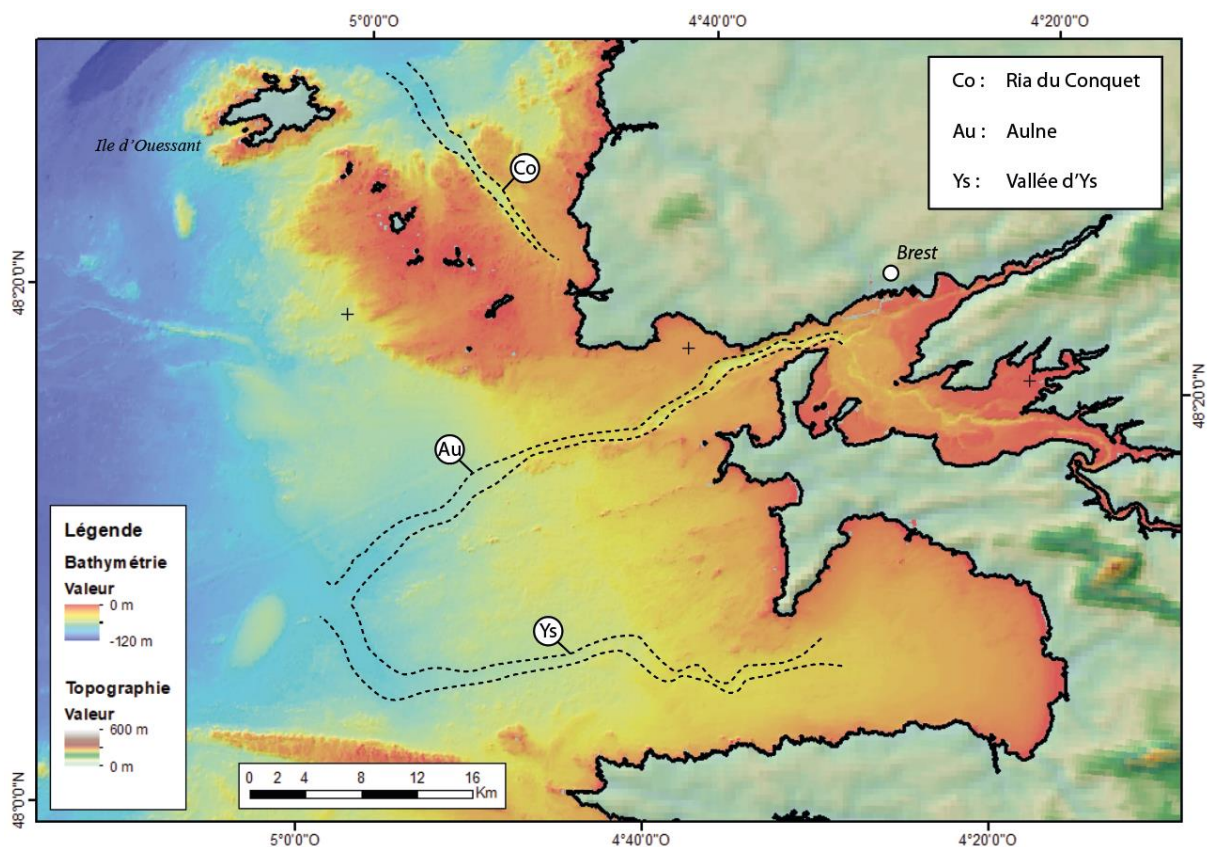 5°0'0"O 4°40'0"O 4°20'0"O
Co : Ria du Conquet
Au : Aulne
Ys : Vallée d'Ys
Ile d'Ouessant
Co
Brest
48°20'0"N
48°20'0"N
Au
Légende
Bathymétrie
Valeur
0 m
-120 m
Ys
Topographie
Valeur
600 m
0 m
0 2 4 8 12 16
Km
48°0'0"N
5°0'0"O 4°40'0"O 4°20'0"O